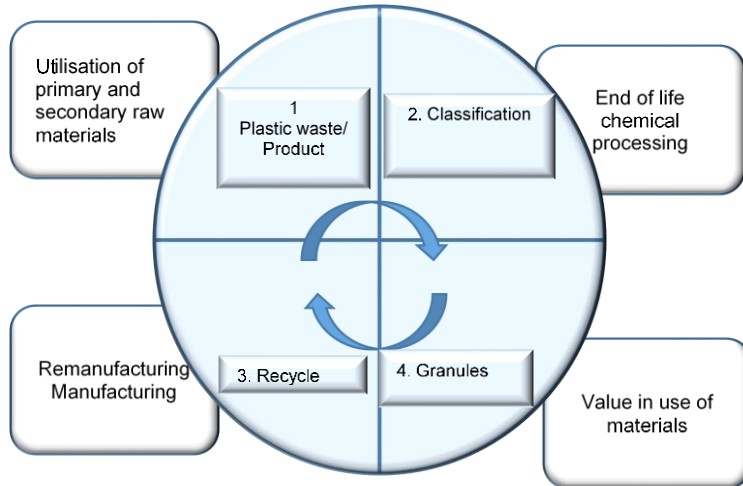 Utilisation of
primary and
secondary raw
materials
1
Plastic waste/
Product
2. Classification
End of life
chemical
processing
Remanufacturing
Manufacturing
3. Recycle
4. Granules
Value in use of
materials